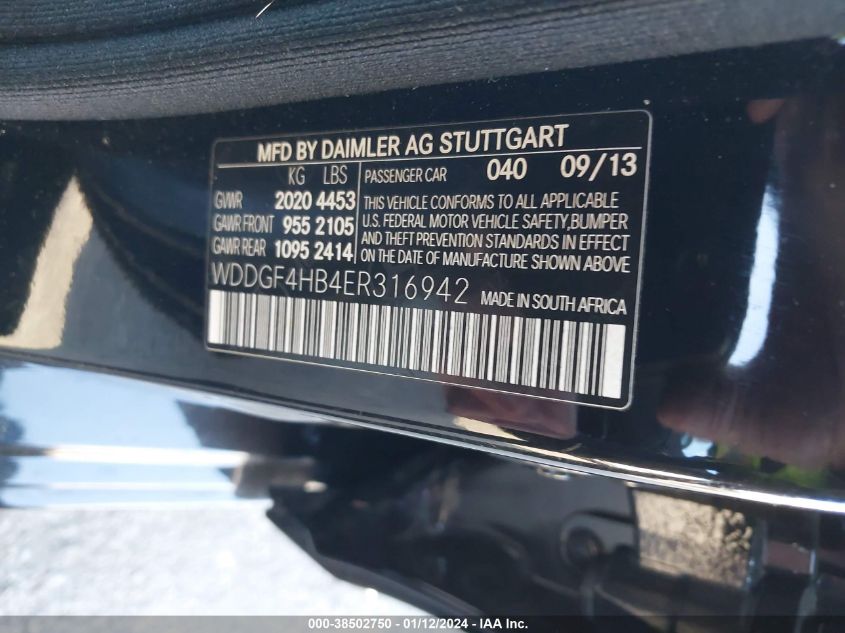 MFD BY DAIMLER AG STUTTGART
KG LBS
GVWR 2020 4453
GAWR FRONT 955 2105
GAWR REAR 1095 2414
PASSENGER CAR 040 09/13
THIS VEHICLE CONFORMS TO ALL APPLICABLE
U.S. FEDERAL MOTOR VEHICLE SAFETY,BUMPER
AND THEFT PREVENTION STANDARDS IN EFFECT
ON THE DATE OF MANUFACTURE SHOWN ABOVE
WDDGF4HB4ER316942 MADE IN SOUTH AFRICA
000-38502750 - 01/12/2024 - IAA Inc.